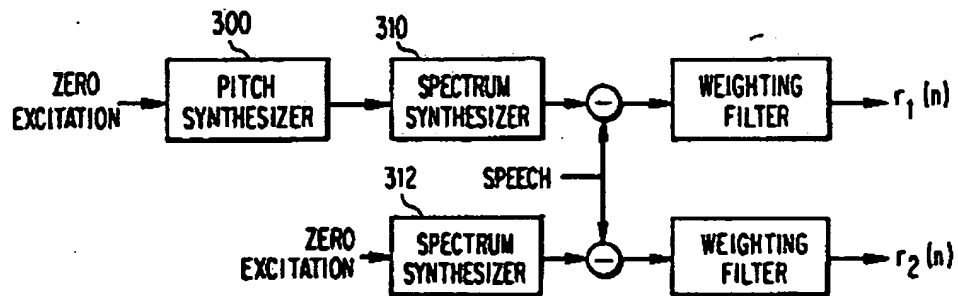 300
310
ZERO
EXCITATION
PITCH
SYNTHESIZER
SPECTRUM
SYNTHESIZER
−
WEIGHTING
FILTER
r1(n)
SPEECH
312
ZERO
EXCITATION
SPECTRUM
SYNTHESIZER
−
WEIGHTING
FILTER
r2(n)